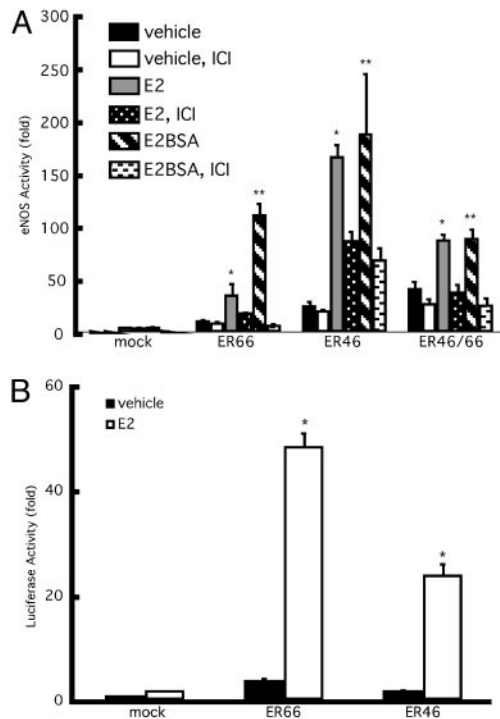 A
300
250
200
150
100
50
0
eNOS Activity (fold)
vehicle
vehicle, ICI
E2
E2, ICI
E2BSA
E2BSA, ICI
*
**
*
**
*
**
mock ER66 ER46 ER46/66
B
60
40
20
0
Luciferase Activity (fold)
vehicle
E2
*
*
mock ER66 ER46